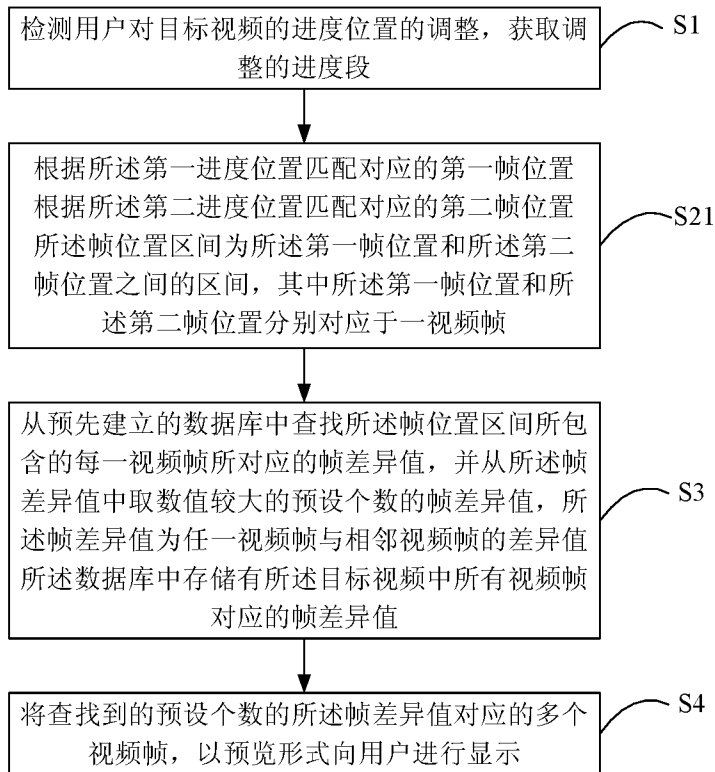 检测用户对目标视频的进度位置的调整，获取调
整的进度段
S1
根据所述第一进度位置匹配对应的第一帧位置
根据所述第二进度位置匹配对应的第二帧位置
所述帧位置区间为所述第一帧位置和所述第二
帧位置之间的区间，其中所述第一帧位置和所
述第二帧位置分别对应于一视频帧
S21
从预先建立的数据库中查找所述帧位置区间所包
含的每一视频帧所对应的帧差异值，并从所述帧
差异值中取数值较大的预设个数的帧差异值，所
述帧差异值为任一视频帧与相邻视频帧的差异值
所述数据库中存储有所述目标视频中所有视频帧
对应的帧差异值
S3
将查找到的预设个数的所述帧差异值对应的多个
视频帧，以预览形式向用户进行显示
S4